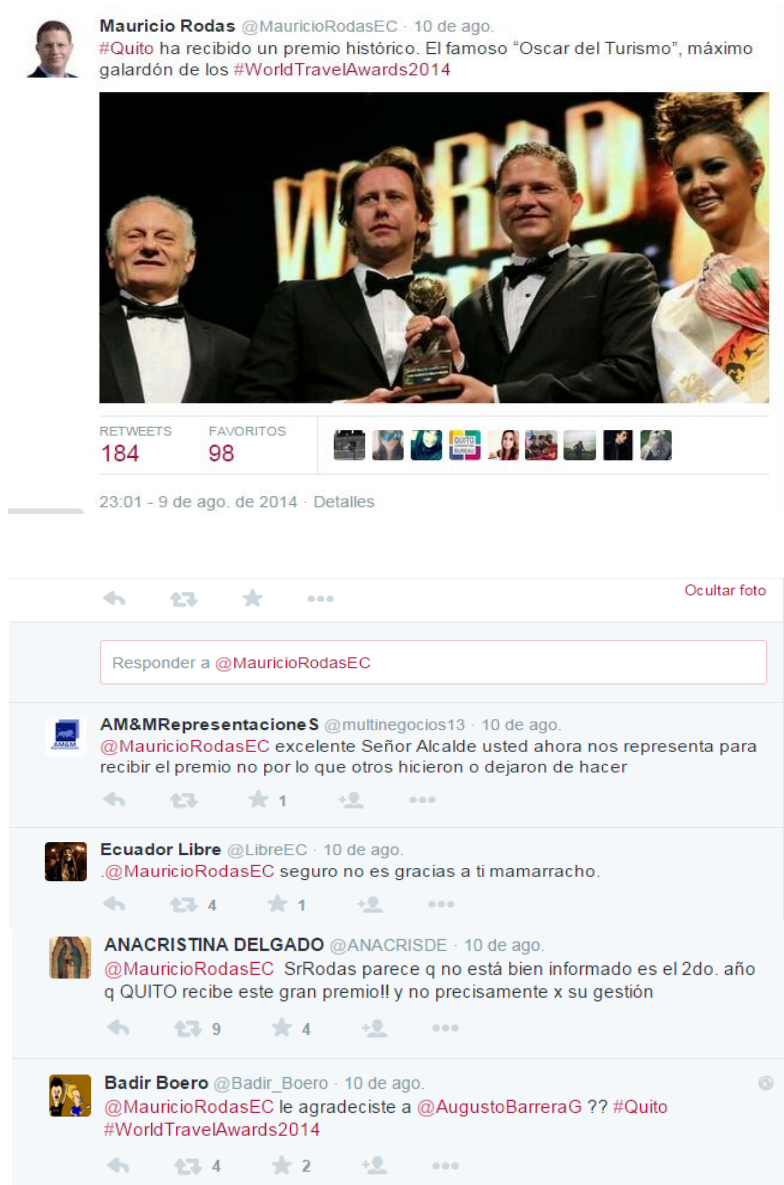 Mauricio Rodas @MauricioRodasEC · 10 de ago.
#Quito ha recibido un premio histórico. El famoso “Oscar del Turismo”, máximo
galardón de los #WorldTravelAwards2014
WORLD
RETWEETS FAVORITOS
184 98
QUITO
BUREAU
23:01 - 9 de ago. de 2014 · Detalles
Ocultar foto
Responder a @MauricioRodasEC
AM&MRepresentacioneS @multinegocios13 · 10 de ago.
AM&M
@MauricioRodasEC excelente Señor Alcalde usted ahora nos representa para
recibir el premio no por lo que otros hicieron o dejaron de hacer
1
Ecuador Libre @LibreEC · 10 de ago.
.@MauricioRodasEC seguro no es gracias a ti mamarracho.
4 1
ANACRISTINA DELGADO @ANACRISDE · 10 de ago.
@MauricioRodasEC SrRodas parece q no está bien informado es el 2do. año
q QUITO recibe este gran premio!! y no precisamente x su gestión
9 4
Badir Boero @Badir_Boero · 10 de ago.
@MauricioRodasEC le agradeciste a @AugustoBarreraG ?? #Quito
#WorldTravelAwards2014
4 2